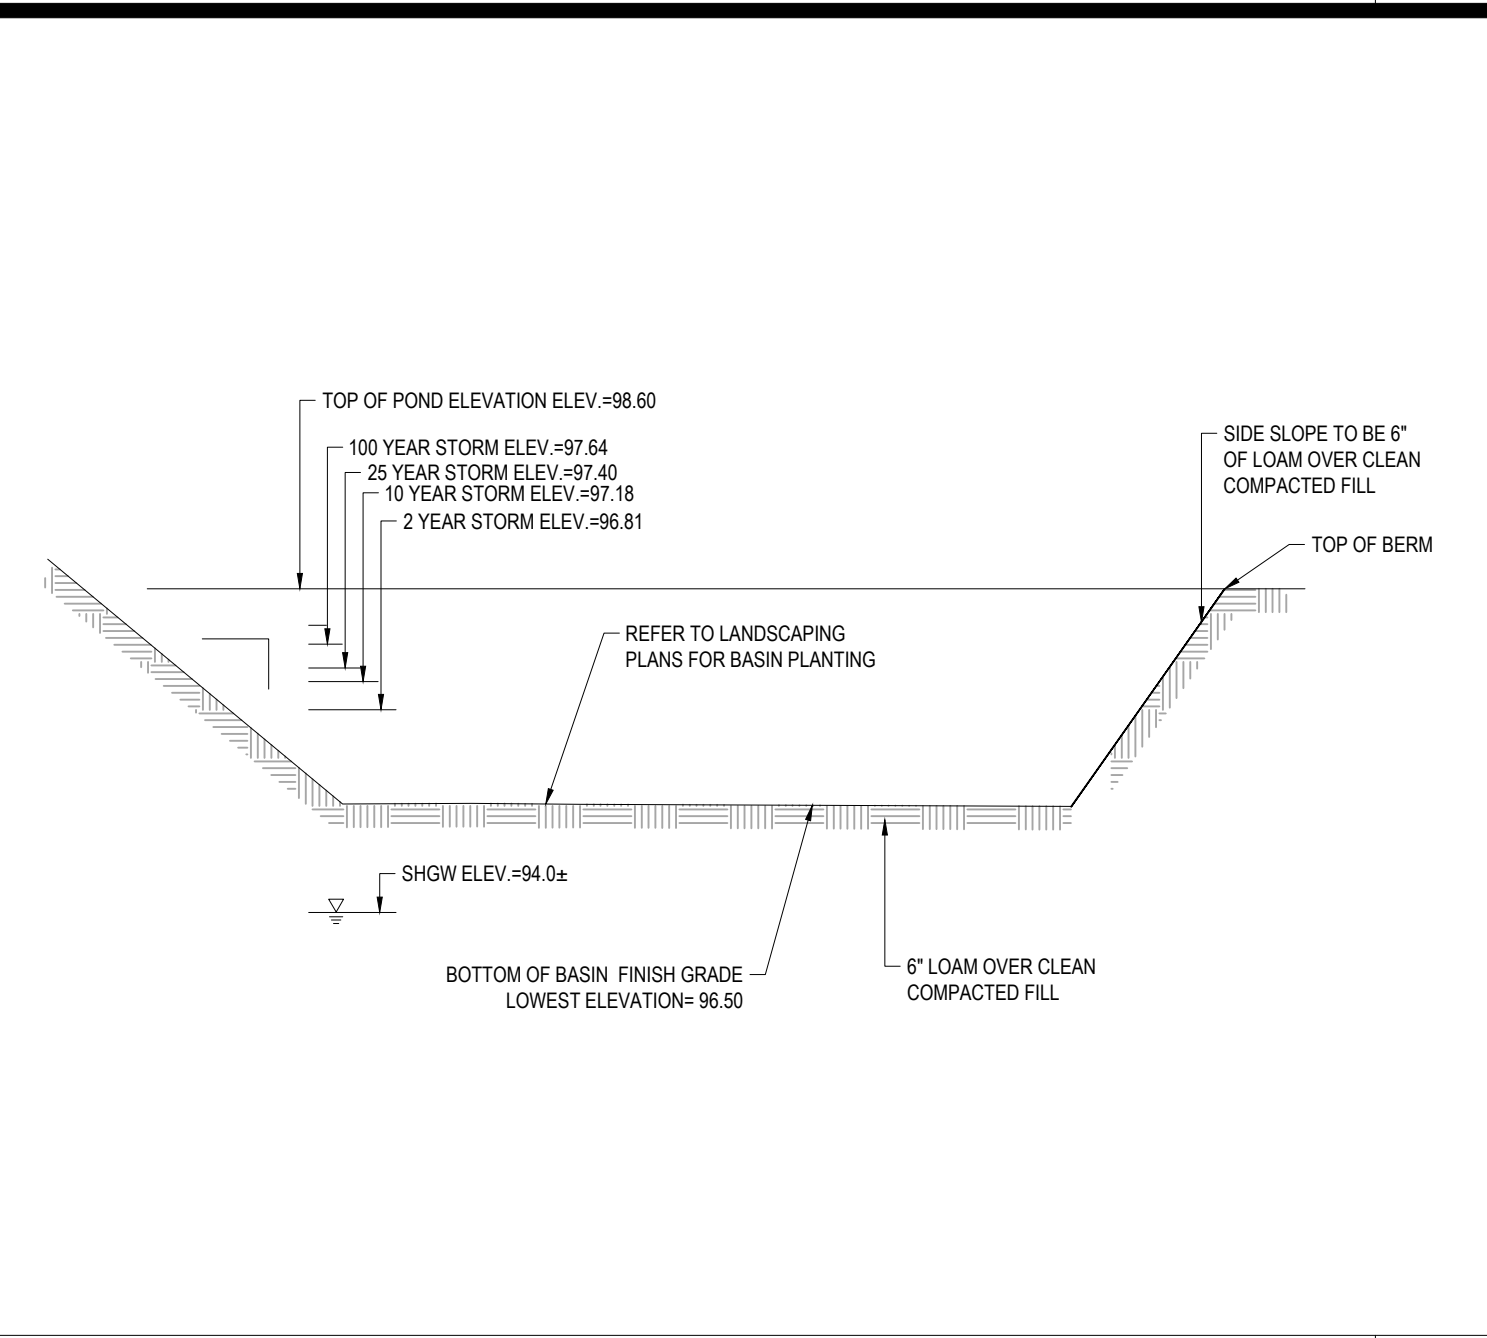 TOP OF POND ELEVATION ELEV.=98.60
100 YEAR STORM ELEV.=97.64
25 YEAR STORM ELEV.=97.40
10 YEAR STORM ELEV.=97.18
2 YEAR STORM ELEV.=96.81
SIDE SLOPE TO BE 6"
OF LOAM OVER CLEAN
COMPACTED FILL
TOP OF BERM
REFER TO LANDSCAPING
PLANS FOR BASIN PLANTING
SHGW ELEV.=94.0±
BOTTOM OF BASIN  FINISH GRADE
LOWEST ELEVATION= 96.50
6" LOAM OVER CLEAN
COMPACTED FILL